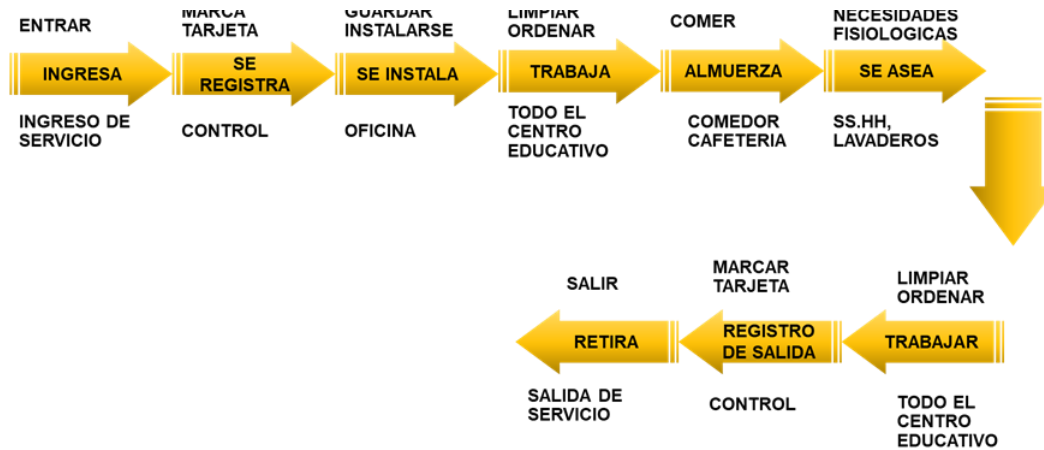 ENTRAR
MARCA
TARJETA
GUARDAR
INSTALARSE
LIMPIAR
ORDENAR
COMER
NECESIDADES
FISIOLOGICAS
INGRESA
SE
REGISTRA
SE INSTALA
TRABAJA
ALMUERZA
SE ASEA
INGRESO DE
SERVICIO
CONTROL
OFICINA
TODO EL
CENTRO
EDUCATIVO
COMEDOR
CAFETERIA
SS.HH,
LAVADEROS
SALIR
MARCAR
TARJETA
LIMPIAR
ORDENAR
RETIRA
REGISTRO
DE SALIDA
TRABAJAR
SALIDA DE
SERVICIO
CONTROL
TODO EL
CENTRO
EDUCATIVO